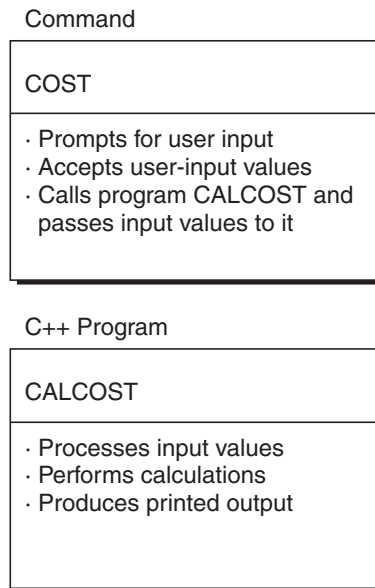 Command
COST
· Prompts for user input
· Accepts user-input values
· Calls program CALCOST and
passes input values to it
C++ Program
CALCOST
· Processes input values
· Performs calculations
· Produces printed output